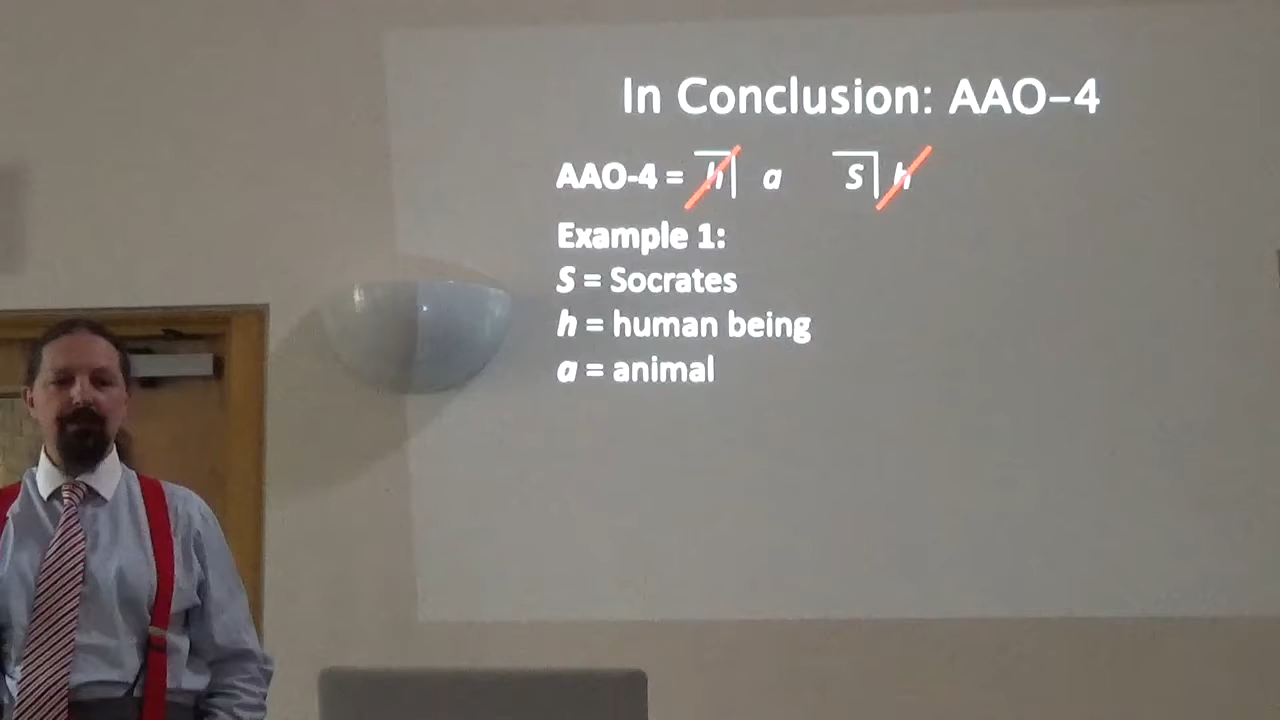 In Conclusion: AAO-4
AAO-4 = h a S h
Example 1:
S = Socrates
h = human being
a = animal